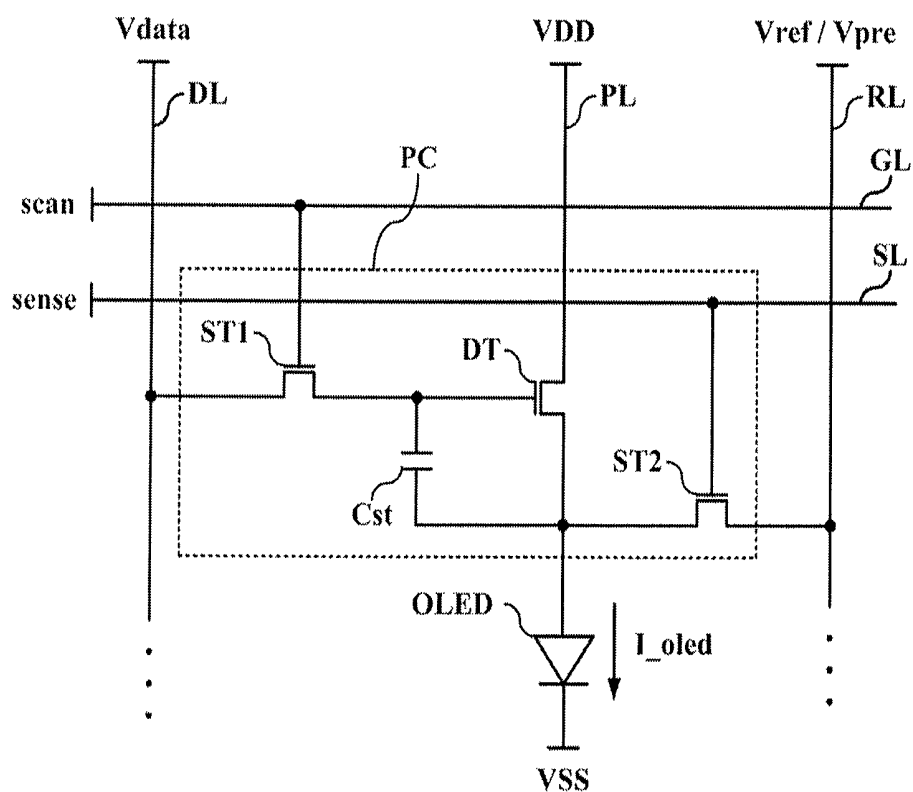 Vdata
VDD
Vref / Vpre
DL
PL
RL
PC
GL
scan
SL
sense
ST1
DT
ST2
Cst
OLED
I_oled
VSS